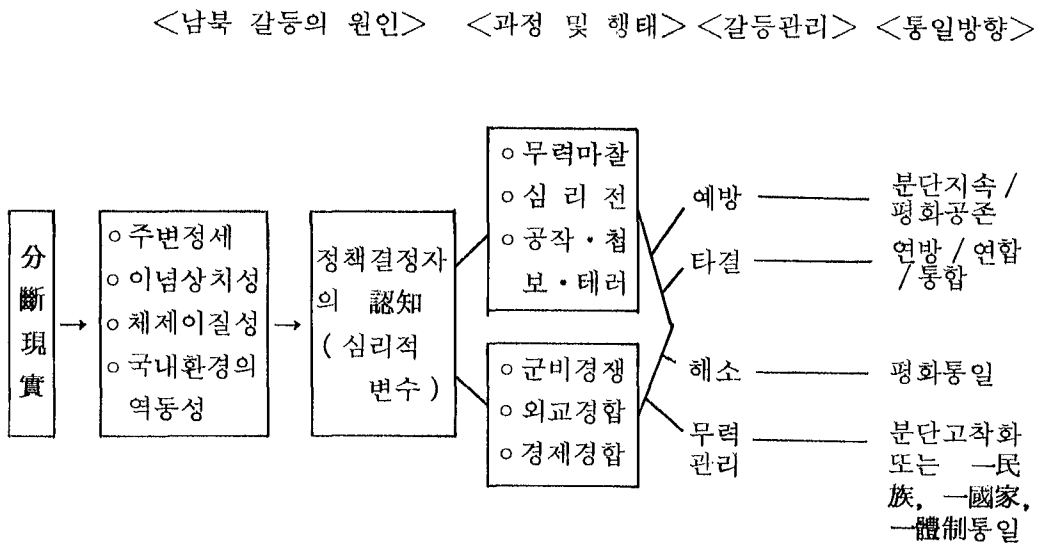 <남북 갈등의 원인> <과정 및 행태> <갈등관리> <통일방향>
分
斷
現
實
→
○ 주변정세
○ 이념상치성
○ 체제이질성
○ 국내환경의
역동성
→
정책결정자
의 認知
( 심리적
변수 )
○ 무력마찰
○ 심 리 전
○ 공작・첩
보・테러
○ 군비경쟁
○ 외교경합
○ 경제경합
예방
분단지속 /
평화공존
타결
연방 / 연합
/ 통합
해소
평화통일
무력
관리
분단고착화
또는 一民
族, 一國家,
一體制통일